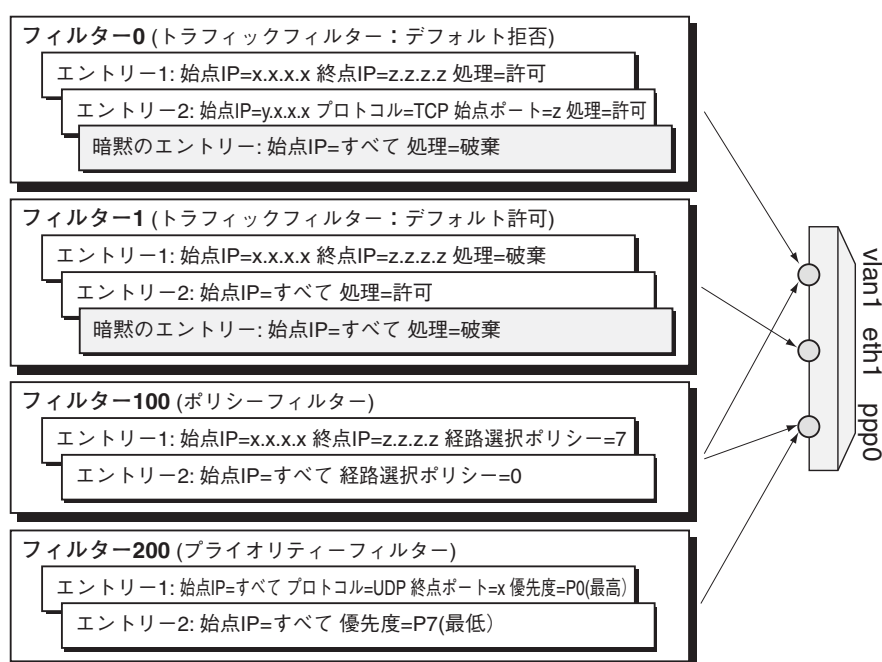 フィルター0 (トラフィックフィルター：デフォルト拒否)
エントリー1: 始点IP=x.x.x.x 終点IP=z.z.z.z 処理=許可
エントリー2: 始点IP=y.x.x.x プロトコル=TCP 始点ポート=z 処理=許可
暗黙のエントリー: 始点IP=すべて 処理=破棄
フィルター1 (トラフィックフィルター：デフォルト許可)
エントリー1: 始点IP=x.x.x.x 終点IP=z.z.z.z 処理=破棄
エントリー2: 始点IP=すべて 処理=許可
暗黙のエントリー: 始点IP=すべて 処理=破棄
フィルター100 (ポリシーフィルター)
エントリー1: 始点IP=x.x.x.x 終点IP=z.z.z.z 経路選択ポリシー=7
エントリー2: 始点IP=すべて 経路選択ポリシー=0
フィルター200 (プライオリティーフィルター)
エントリー1: 始点IP=すべて プロトコル=UDP 終点ポート=x 優先度=P0(最高)
エントリー2: 始点IP=すべて 優先度=P7(最低)
vlan1 eth1 ppp0